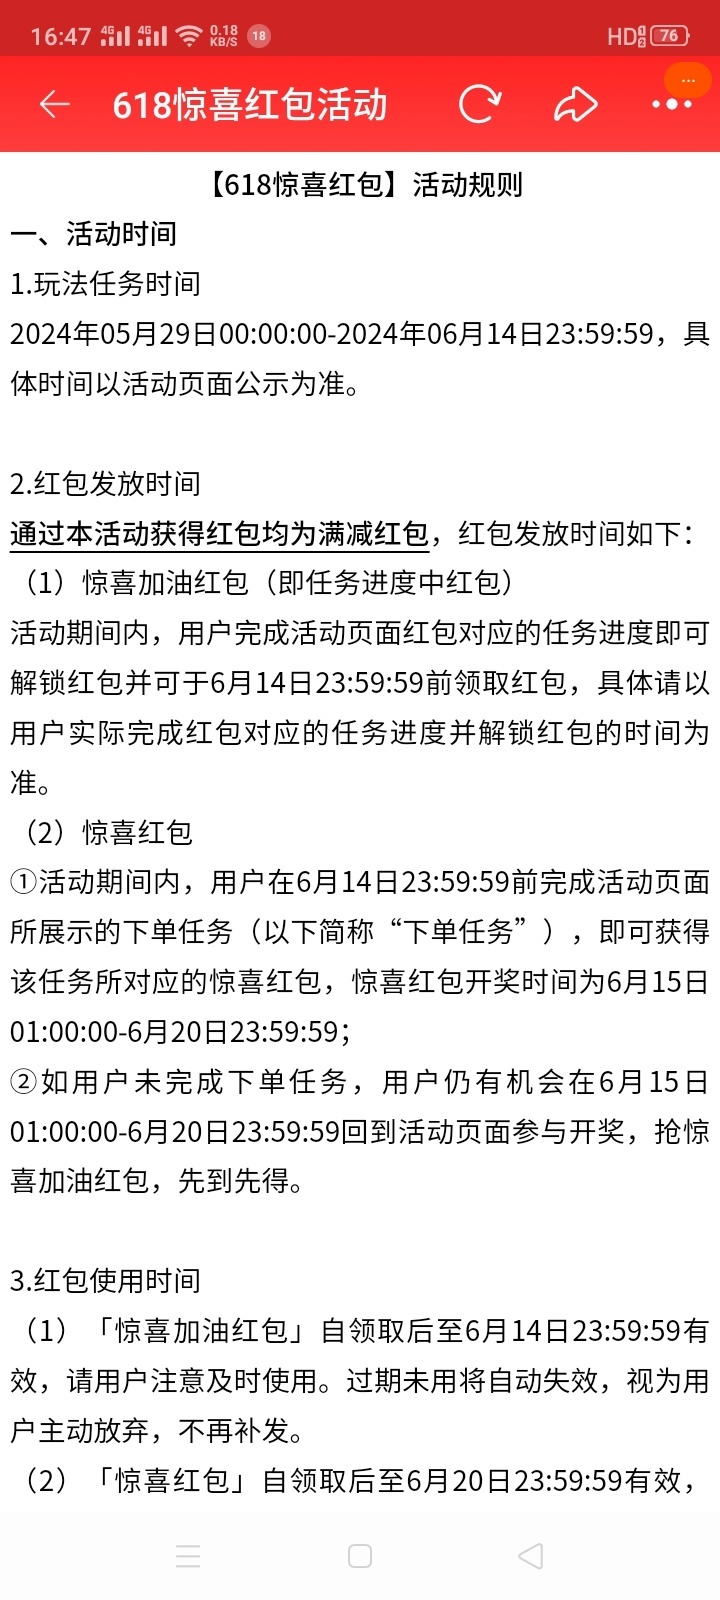 16:47 4G 4G 0.18 KB/S 18 HD 1 2 76
618惊喜红包活动
【618惊喜红包】活动规则
一、活动时间
1.玩法任务时间
2024年05月29日00:00:00-2024年06月14日23:59:59，具
体时间以活动页面公示为准。
2.红包发放时间
通过本活动获得红包均为满减红包，红包发放时间如下：
（1）惊喜加油红包（即任务进度中红包）
活动期间内，用户完成活动页面红包对应的任务进度即可
解锁红包并可于6月14日23:59:59前领取红包，具体请以
用户实际完成红包对应的任务进度并解锁红包的时间为
准。
（2）惊喜红包
①活动期间内，用户在6月14日23:59:59前完成活动页面
所展示的下单任务（以下简称“下单任务”），即可获得
该任务所对应的惊喜红包，惊喜红包开奖时间为6月15日
01:00:00-6月20日23:59:59；
②如用户未完成下单任务，用户仍有机会在6月15日
01:00:00-6月20日23:59:59回到活动页面参与开奖，抢惊
喜加油红包，先到先得。
3.红包使用时间
（1）「惊喜加油红包」自领取后至6月14日23:59:59有
效，请用户注意及时使用。过期未用将自动失效，视为用
户主动放弃，不再补发。
（2）「惊喜红包」自领取后至6月20日23:59:59有效，